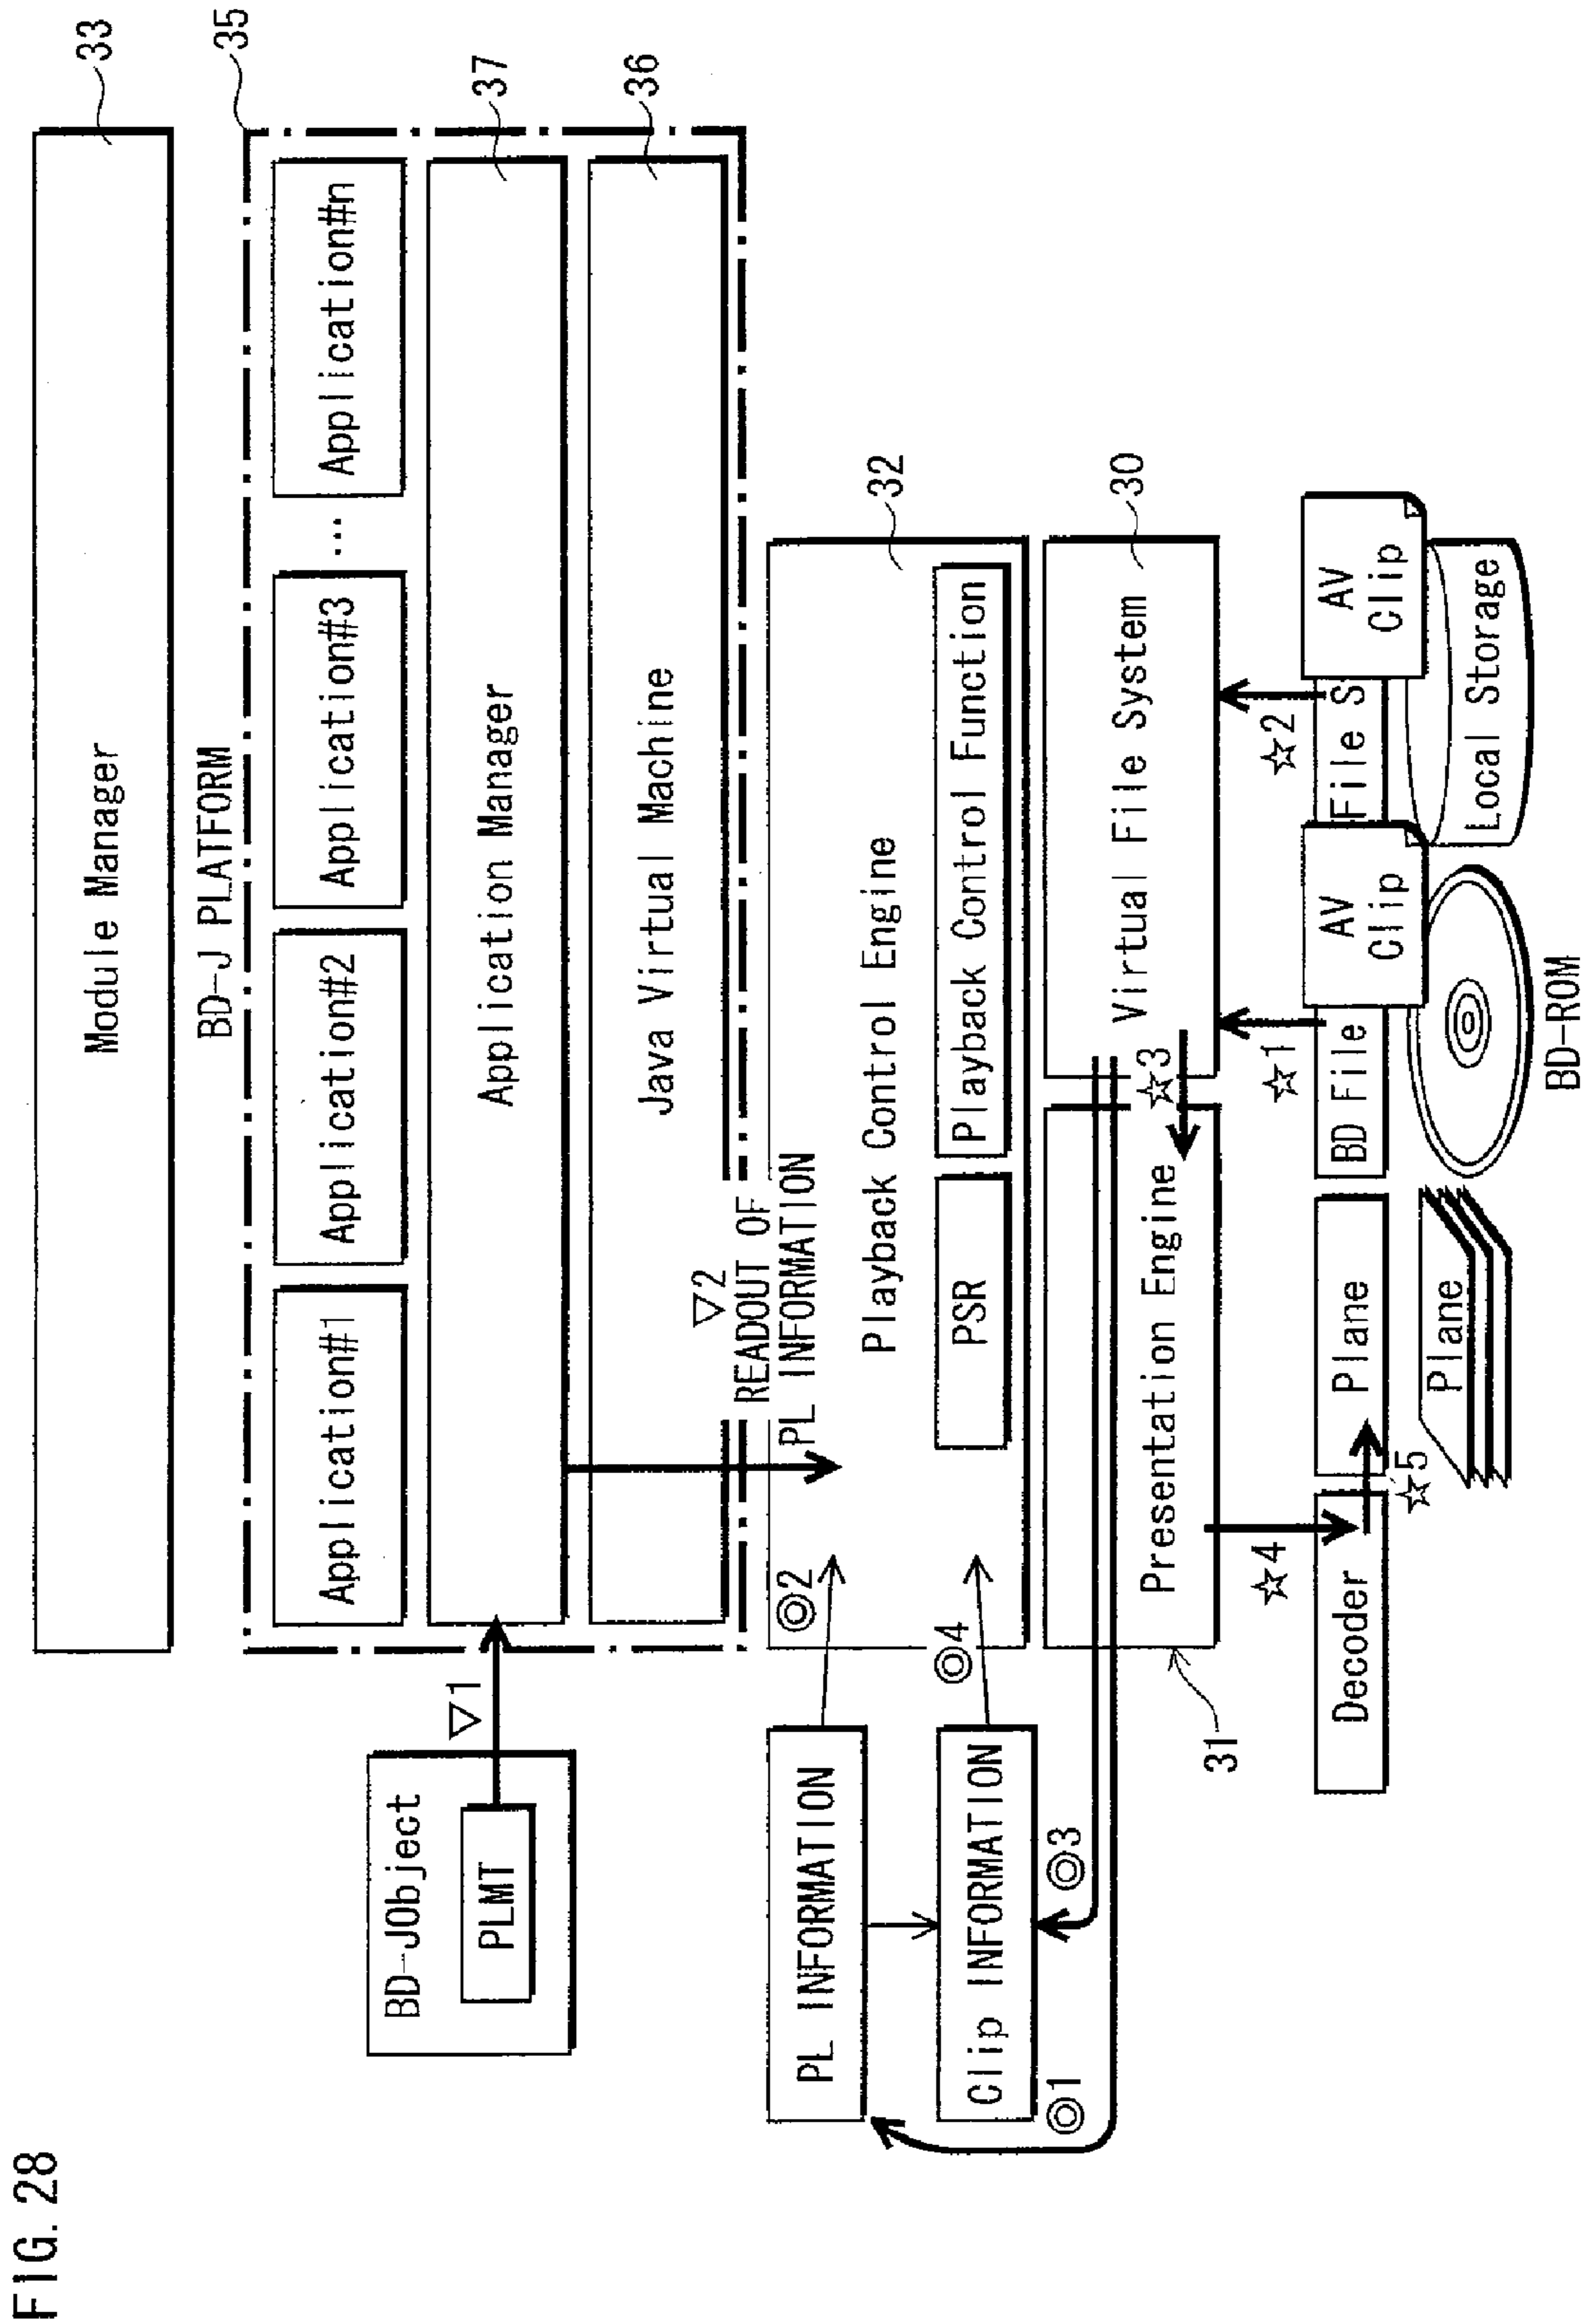 FIG. 28
Module Manager
33
BD-J PLATFORM
35
Application#1
Application#2
Application#3
...
Application#n
BD-JObject
PLMT
▽1
Application Manager
37
Java Virtual Machine
36
▽2
READOUT OF
PL INFORMATION
PL INFORMATION
◎2
Playback Control Engine
32
PSR
Playback Control Function
◎4
Clip INFORMATION
◎1
◎3
31
Presentation Engine
☆3
Virtual File System
30
☆4
☆1
☆2
Decoder
Plane
BD File
AV
Clip
File S
AV
Clip
☆5
Plane
Local Storage
BD-ROM